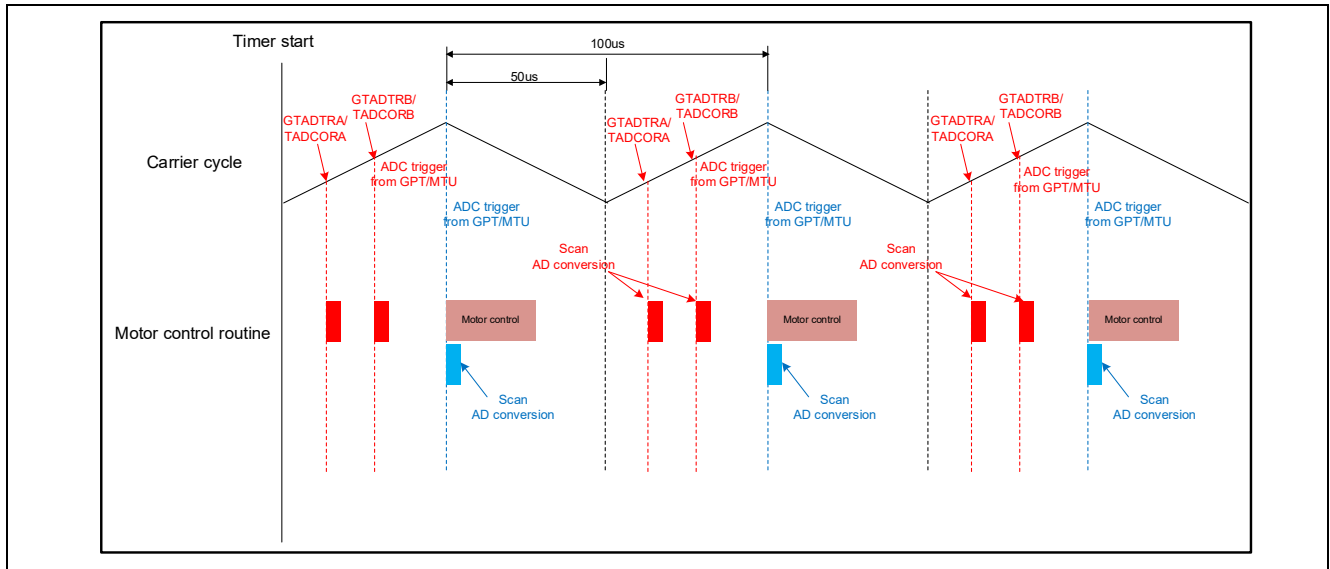 Timer start
100us
50us
GTADTRA/
TADCORA
GTADTRB/
TADCORB
GTADTRA/
TADCORA
GTADTRB/
TADCORB
GTADTRA/
TADCORA
GTADTRB/
TADCORB
Carrier cycle
ADC trigger
from GPT/MTU
ADC trigger
from GPT/MTU
ADC trigger
from GPT/MTU
ADC trigger
from GPT/MTU
ADC trigger
from GPT/MTU
ADC trigger
from GPT/MTU
Scan
AD conversion
Scan
AD conversion
Motor control routine
Motor control
Motor control
Motor control
Scan
AD conversion
Scan
AD conversion
Scan
AD conversion